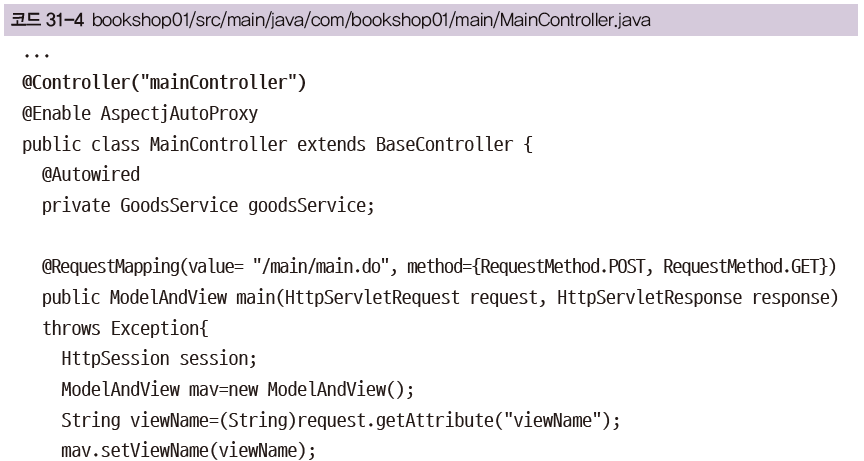 코드 31-4 bookshop01/src/main/java/com/bookshop01/main/MainController.java
...
@Controller("mainController")
@Enable AspectjAutoProxy
public class MainController extends BaseController {
@Autowired
private GoodsService goodsService;
@RequestMapping(value= "/main/main.do", method={RequestMethod.POST, RequestMethod.GET})
public ModelAndView main(HttpServletRequest request, HttpServletResponse response)
throws Exception{
HttpSession session;
ModelAndView mav=new ModelAndView();
String viewName=(String)request.getAttribute("viewName");
mav.setViewName(viewName);